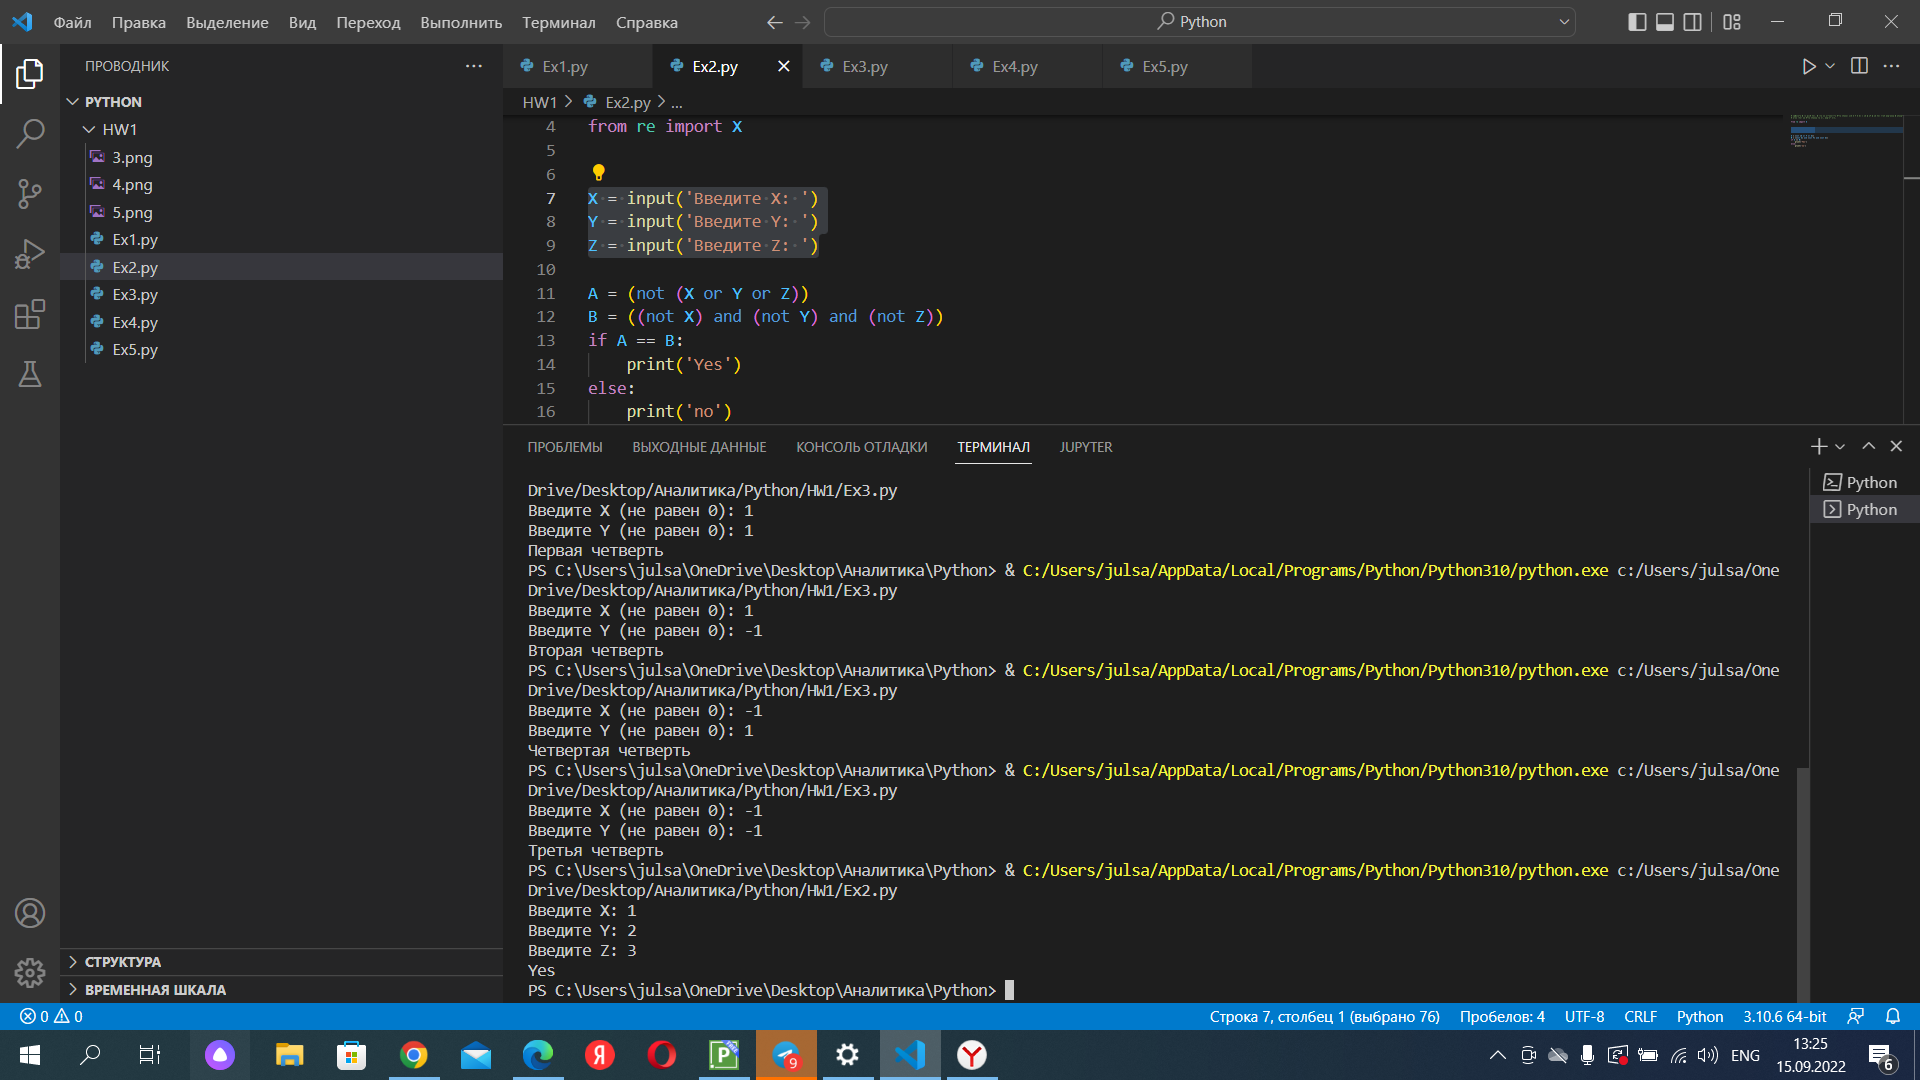 Файл Правка Выделение Вид Переход Выполнить Терминал Справка
Python
ПРОВОДНИК
PYTHON
HW1
3.png
4.png
5.png
Ex1.py
Ex2.py
Ex3.py
Ex4.py
Ex5.py
СТРУКТУРА
ВРЕМЕННАЯ ШКАЛА
Ex1.py Ex2.py Ex3.py Ex4.py Ex5.py
HW1 > Ex2.py > ...
4 from re import X
5
6
7 X = input('Введите X: ')
8 Y = input('Введите Y: ')
9 Z = input('Введите Z: ')
10
11 A = (not (X or Y or Z))
12 B = ((not X) and (not Y) and (not Z))
13 if A == B:
14 print('Yes')
15 else:
16 print('no')
ПРОБЛЕМЫ ВЫХОДНЫЕ ДАННЫЕ КОНСОЛЬ ОТЛАДКИ ТЕРМИНАЛ JUPYTER
Drive/Desktop/Аналитика/Python/HW1/Ex3.py
Введите X (не равен 0): 1
Введите Y (не равен 0): 1
Первая четверть
PS C:\Users\julsa\OneDrive\Desktop\Аналитика\Python> & C:/Users/julsa/AppData/Local/Programs/Python/Python310/python.exe c:/Users/julsa/One
Drive/Desktop/Аналитика/Python/HW1/Ex3.py
Введите X (не равен 0): 1
Введите Y (не равен 0): -1
Вторая четверть
PS C:\Users\julsa\OneDrive\Desktop\Аналитика\Python> & C:/Users/julsa/AppData/Local/Programs/Python/Python310/python.exe c:/Users/julsa/One
Drive/Desktop/Аналитика/Python/HW1/Ex3.py
Введите X (не равен 0): -1
Введите Y (не равен 0): 1
Четвертая четверть
PS C:\Users\julsa\OneDrive\Desktop\Аналитика\Python> & C:/Users/julsa/AppData/Local/Programs/Python/Python310/python.exe c:/Users/julsa/One
Drive/Desktop/Аналитика/Python/HW1/Ex3.py
Введите X (не равен 0): -1
Введите Y (не равен 0): -1
Третья четверть
PS C:\Users\julsa\OneDrive\Desktop\Аналитика\Python> & C:/Users/julsa/AppData/Local/Programs/Python/Python310/python.exe c:/Users/julsa/One
Drive/Desktop/Аналитика/Python/HW1/Ex2.py
Введите X: 1
Введите Y: 2
Введите Z: 3
Yes
PS C:\Users\julsa\OneDrive\Desktop\Аналитика\Python>
Python
Python
0 0 Строка 7, столбец 1 (выбрано 76) Пробелов: 4 UTF-8 CRLF Python 3.10.6 64-bit
Я 9 ENG 13:25
15.09.2022 6